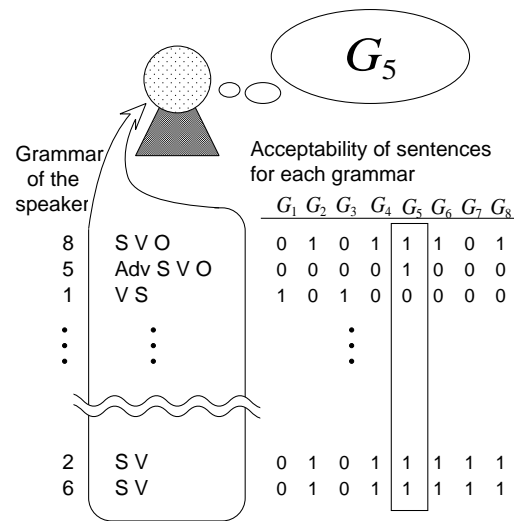 G5
Grammar of the speaker
Acceptability of sentences for each grammar
G1 G2 G3 G4 G5 G6 G7 G8
8 S V O 0 1 0 1 1 1 0 1
5 Adv S V O 0 0 0 0 1 0 0 0
1 V S 1 0 1 0 0 0 0 0
2 S V 0 1 0 1 1 1 1 1
6 S V 0 1 0 1 1 1 1 1